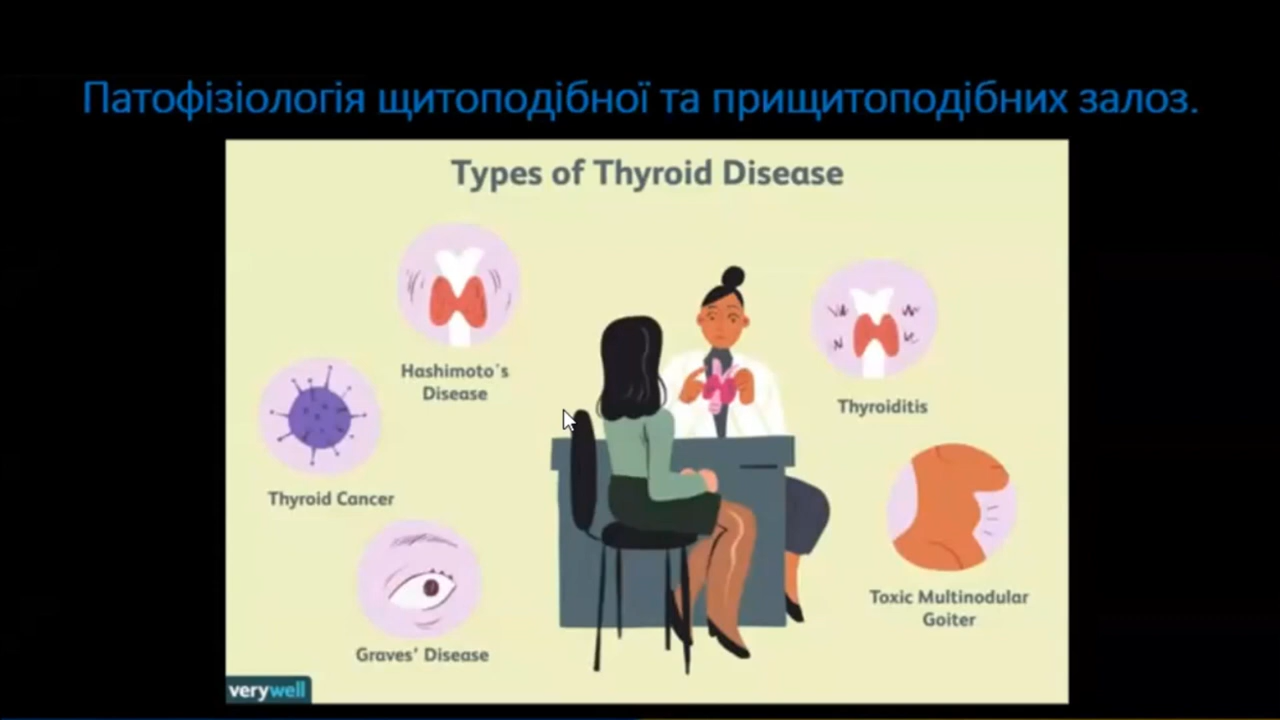 Патофізіологія щитоподібної та прищитоподібних залоз.
Types of Thyroid Disease
Hashimoto's
Disease
Thyroiditis
Thyroid Cancer
Toxic Multinodular
Goiter
Graves' Disease
verywell